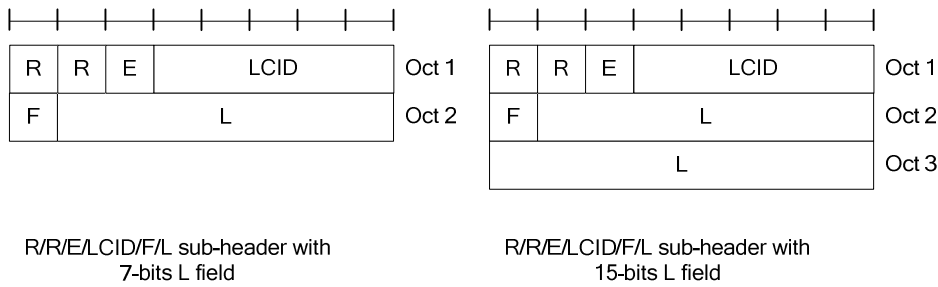 R R E LCID Oct 1
F L Oct 2
R/R/E/LCID/F/L sub-header with
7-bits L field
R R E LCID Oct 1
F L Oct 2
L Oct 3
R/R/E/LCID/F/L sub-header with
15-bits L field